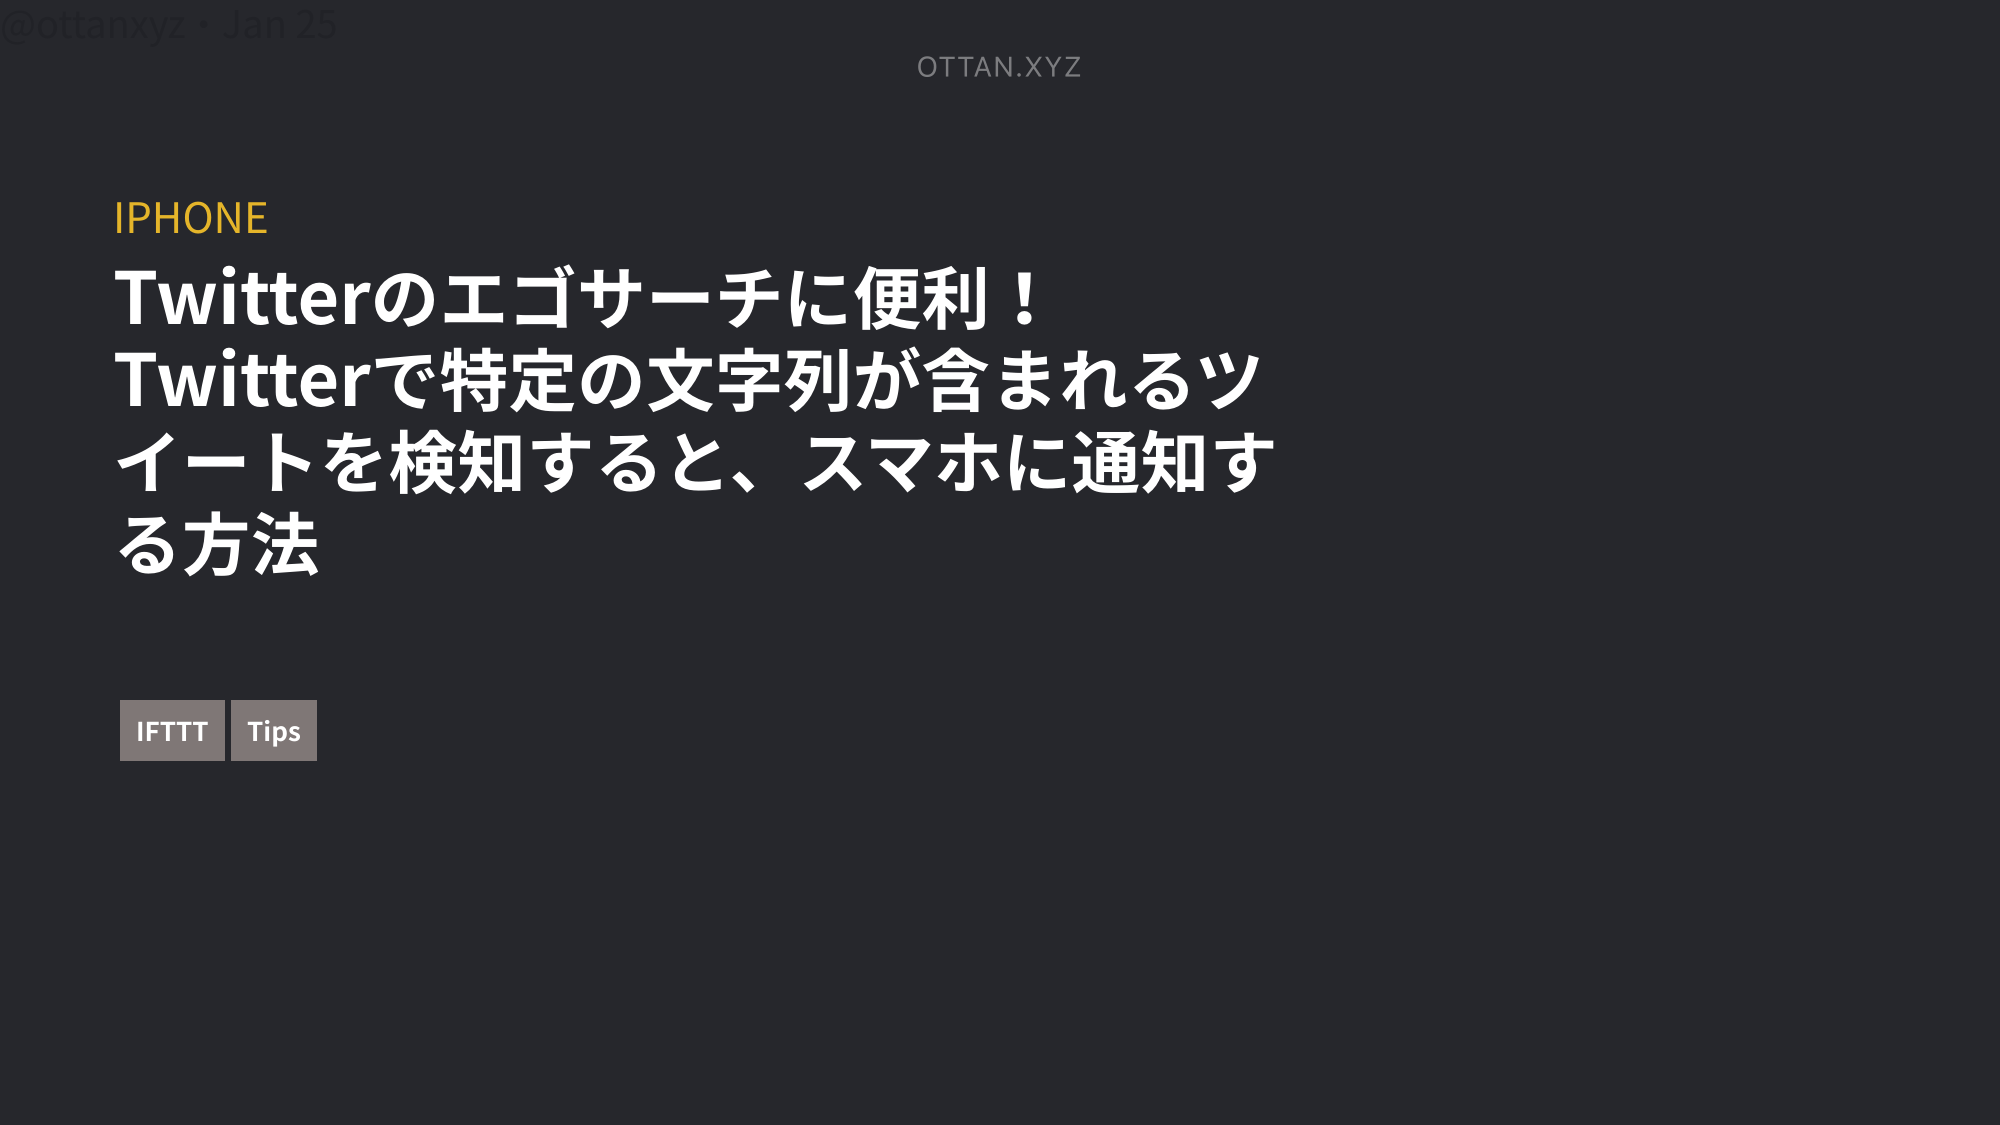 @ottanxyz・Jan 25
OTTAN.XYZ
IPHONE
Twitterのエゴサーチに便利！
Twitterで特定の文字列が含まれるツ
イートを検知すると、スマホに通知す
る方法
IFTTT Tips